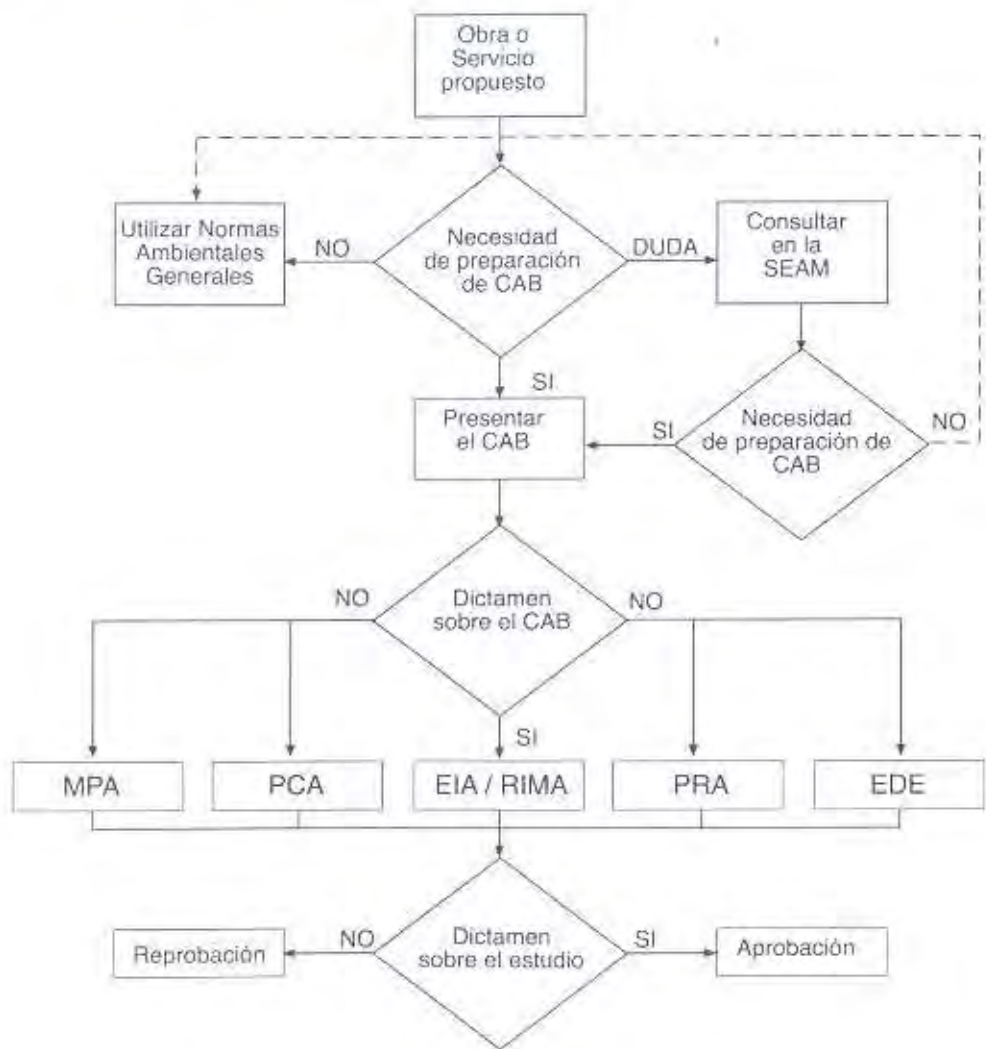 Obra o
Servicio
propuesto
Utilizar Normas
Ambientales
Generales
NO
Necesidad
de preparación
de CAB
DUDA
Consultar
en la
SEAM
SI
Presentar
el CAB
SI
Necesidad
de preparación de
CAB
NO
NO
Dictamen
sobre el CAB
NO
SI
MPA
PCA
EIA / RIMA
PRA
EDE
Reprobación
NO
Dictamen
sobre el estudio
SI
Aprobación